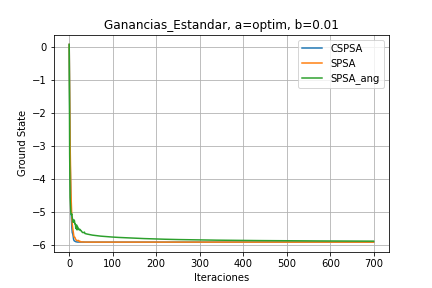 Ganancias_Estandar, a=optim, b=0.01
CSPSA
SPSA
SPSA_ang
Ground State
0
−1
−2
−3
−4
−5
−6
0 100 200 300 400 500 600 700
Iteraciones